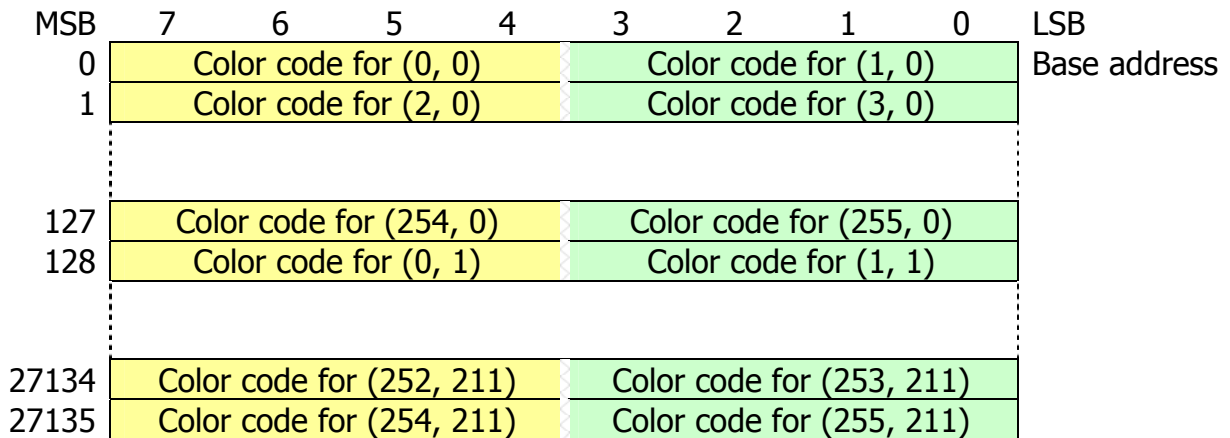 MSB 7 6 5 4 3 2 1 0 LSB
0 Color code for (0, 0) Color code for (1, 0) Base address
1 Color code for (2, 0) Color code for (3, 0)
127 Color code for (254, 0) Color code for (255, 0)
128 Color code for (0, 1) Color code for (1, 1)
27134 Color code for (252, 211) Color code for (253, 211)
27135 Color code for (254, 211) Color code for (255, 211)